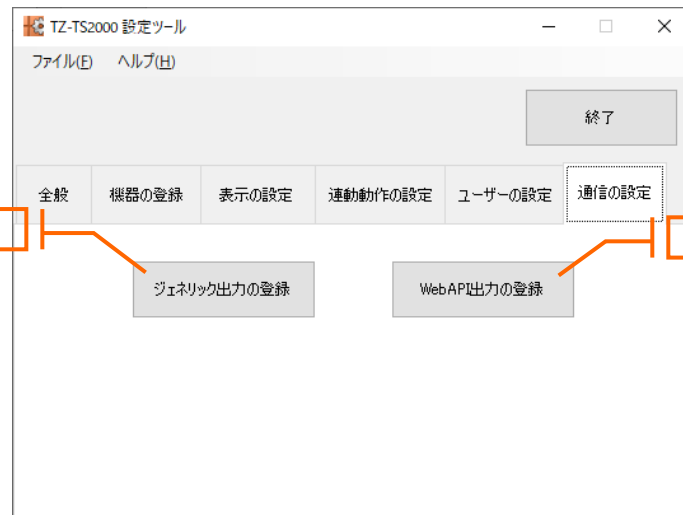 TZ-TS2000 設定ツール
ファイル(F) ヘルプ(H)
終了
全般 機器の登録 表示の設定 連動動作の設定 ユーザーの設定 通信の設定
ジェネリック出力の登録 WebAPI出力の登録